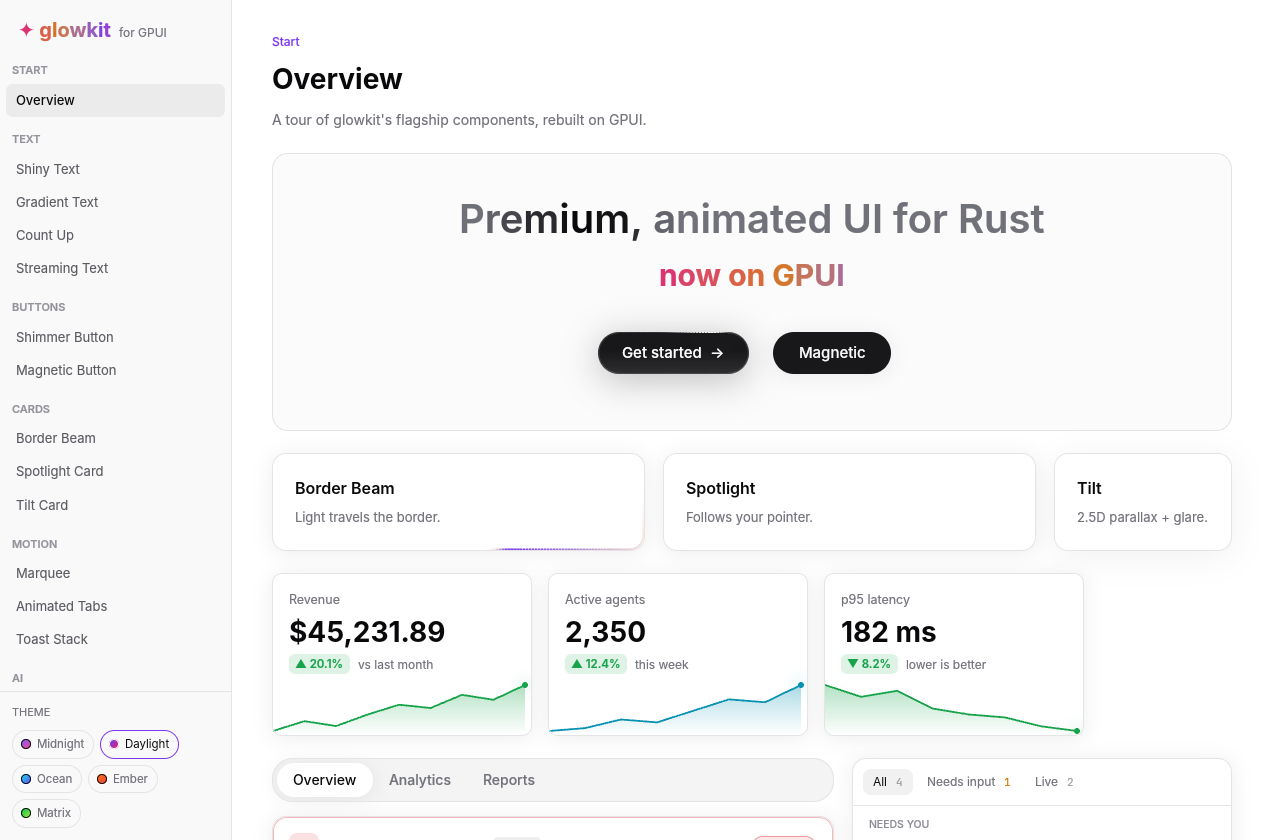 ✦ glowkit for GPUI
START
Overview
TEXT
Shiny Text
Gradient Text
Count Up
Streaming Text
BUTTONS
Shimmer Button
Magnetic Button
CARDS
Border Beam
Spotlight Card
Tilt Card
MOTION
Marquee
Animated Tabs
Toast Stack
AI
THEME
Midnight
Daylight
Ocean
Ember
Matrix
Start
Overview
A tour of glowkit's flagship components, rebuilt on GPUI.
Premium, animated UI for Rust
now on GPUI
Get started →
Magnetic
Border Beam
Light travels the border.
Spotlight
Follows your pointer.
Tilt
2.5D parallax + glare.
Revenue
$45,231.89
▲ 20.1% vs last month
Active agents
2,350
▲ 12.4% this week
p95 latency
182 ms
▼ 8.2% lower is better
Overview
Analytics
Reports
All 4
Needs input 1
Live 2
NEEDS YOU